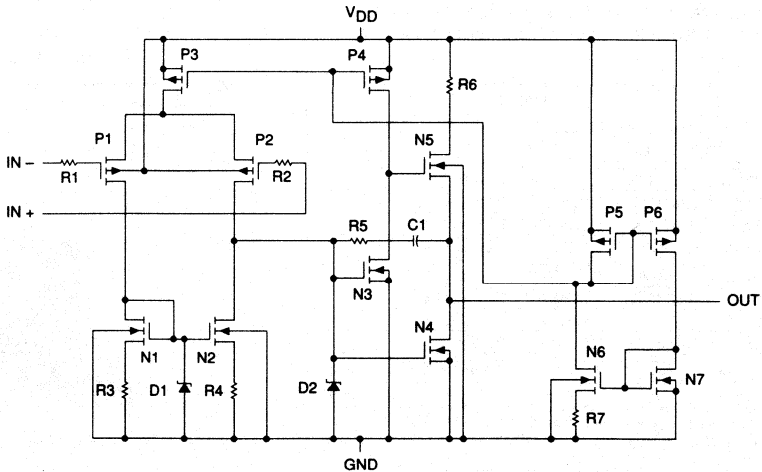 VDD
P3
P4
R6
P1
P2
N5
IN –
R1
R2
IN +
P5
P6
R5
C1
N3
OUT
N4
N1
N2
N6
N7
R3
D1
R4
D2
R7
GND